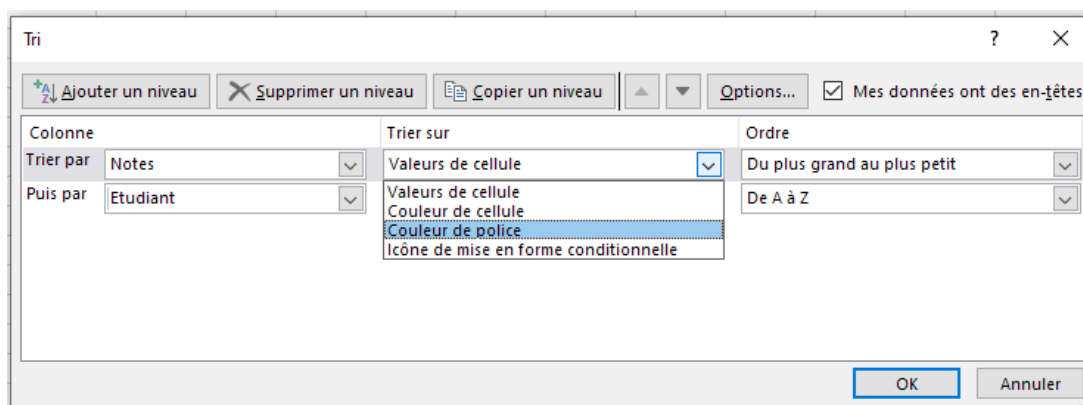 Tri ?
Ajouter un niveau Supprimer un niveau Copier un niveau Options... Mes données ont des en-têtes
Colonne Trier sur Ordre
Trier par Notes Valeurs de cellule Du plus grand au plus petit
Puis par Etudiant Valeurs de cellule De A à Z
Couleur de cellule
Couleur de police
Icône de mise en forme conditionnelle
OK Annuler